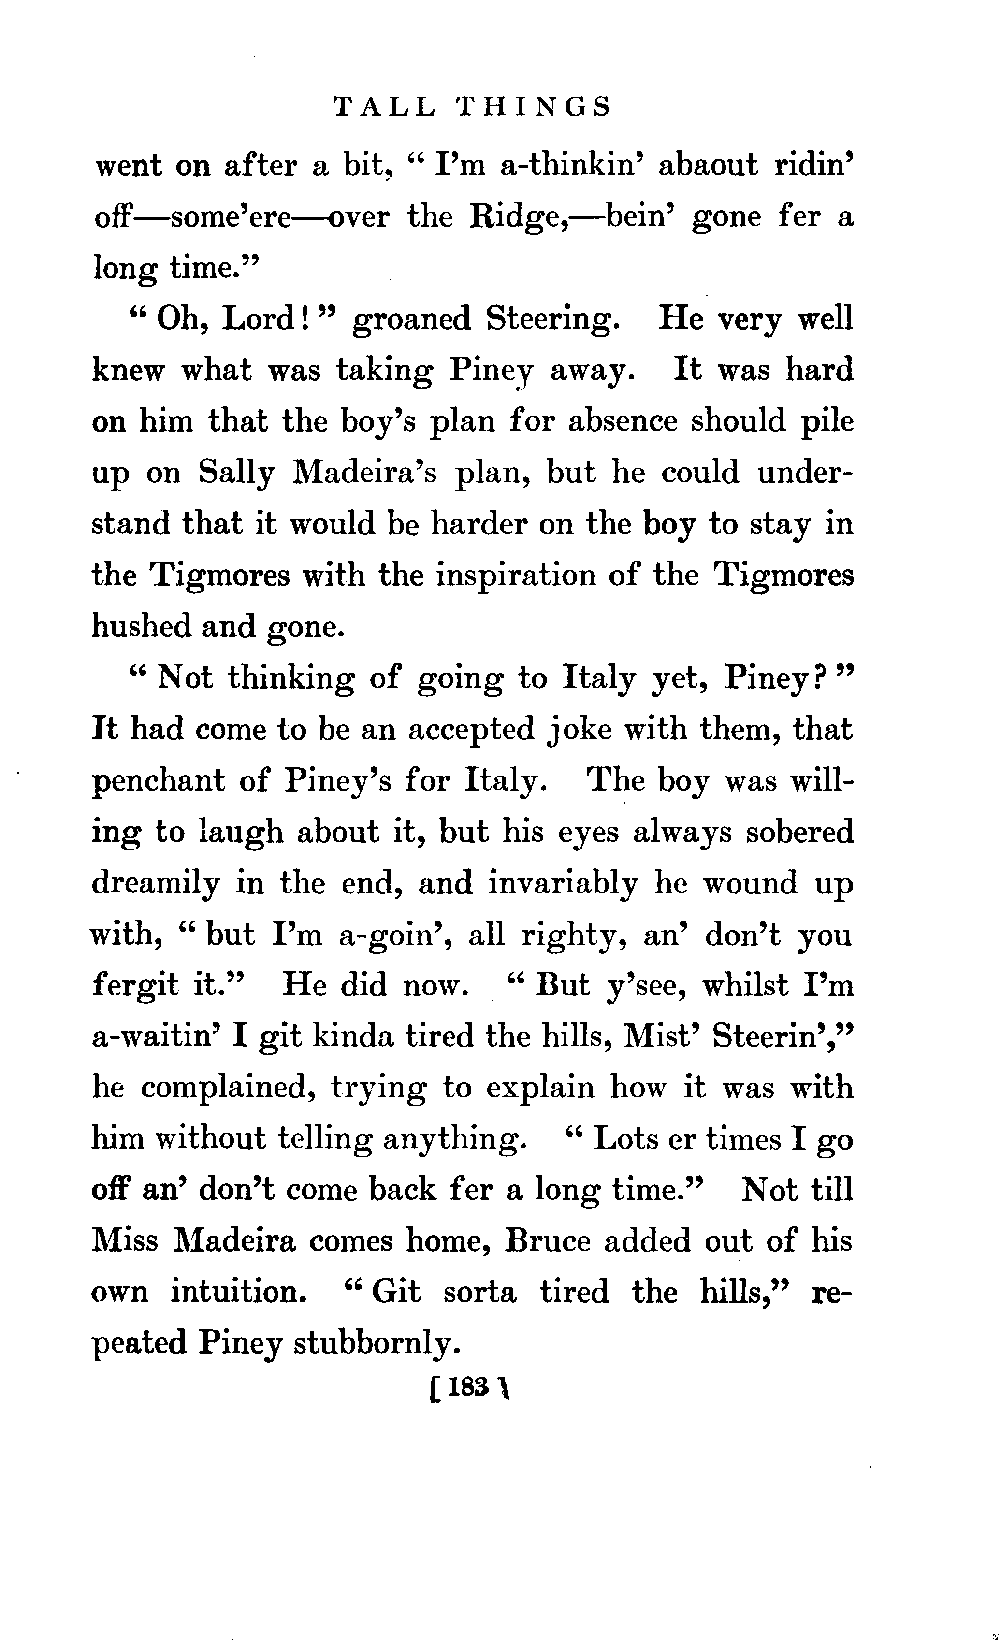 TALL THINGS
went on after a bit, “ I’m a-thinkin’ abaout ridin’
off—some’ere—over the Ridge,—bein’ gone fer a
long time.”
“ Oh, Lord! ” groaned Steering. He very well
knew what was taking Piney away. It was hard
on him that the boy’s plan for absence should pile
up on Sally Madeira’s plan, but he could under-
stand that it would be harder on the boy to stay in
the Tigmores with the inspiration of the Tigmores
hushed and gone.
“ Not thinking of going to Italy yet, Piney? ”
It had come to be an accepted joke with them, that
penchant of Piney’s for Italy. The boy was will-
ing to laugh about it, but his eyes always sobered
dreamily in the end, and invariably he wound up
with, “ but I’m a-goin’, all righty, an’ don’t you
fergit it.” He did now. “ But y’see, whilst I’m
a-waitin’ I git kinda tired the hills, Mist’ Steerin’,”
he complained, trying to explain how it was with
him without telling anything. “ Lots er times I go
off an’ don’t come back fer a long time.” Not till
Miss Madeira comes home, Bruce added out of his
own intuition. “ Git sorta tired the hills,” re-
peated Piney stubbornly.
[ 183 ]